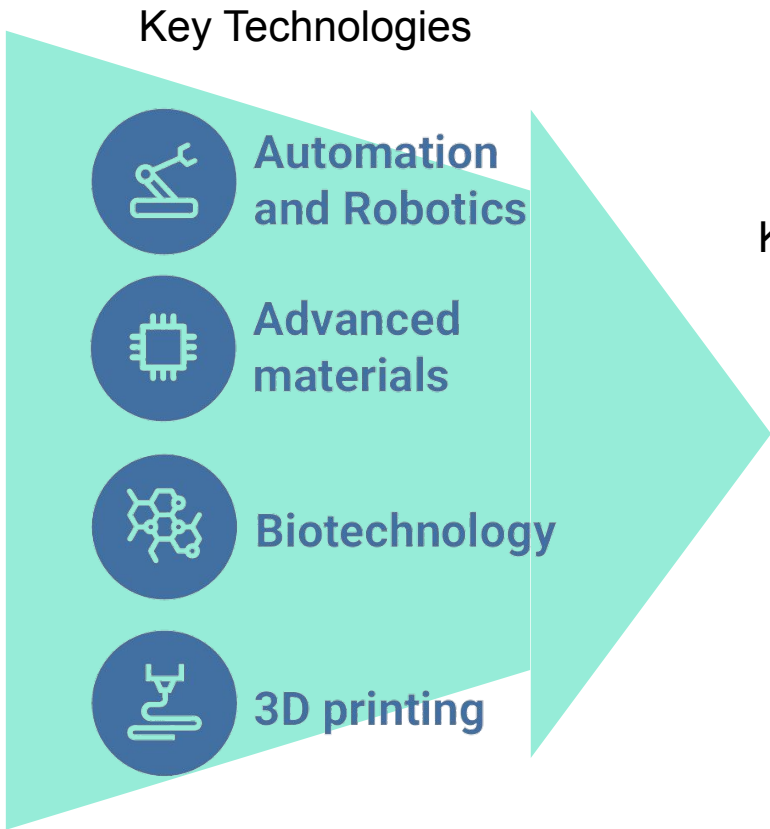 Key Technologies
Automation
and Robotics
Advanced
materials
Biotechnology
3D printing